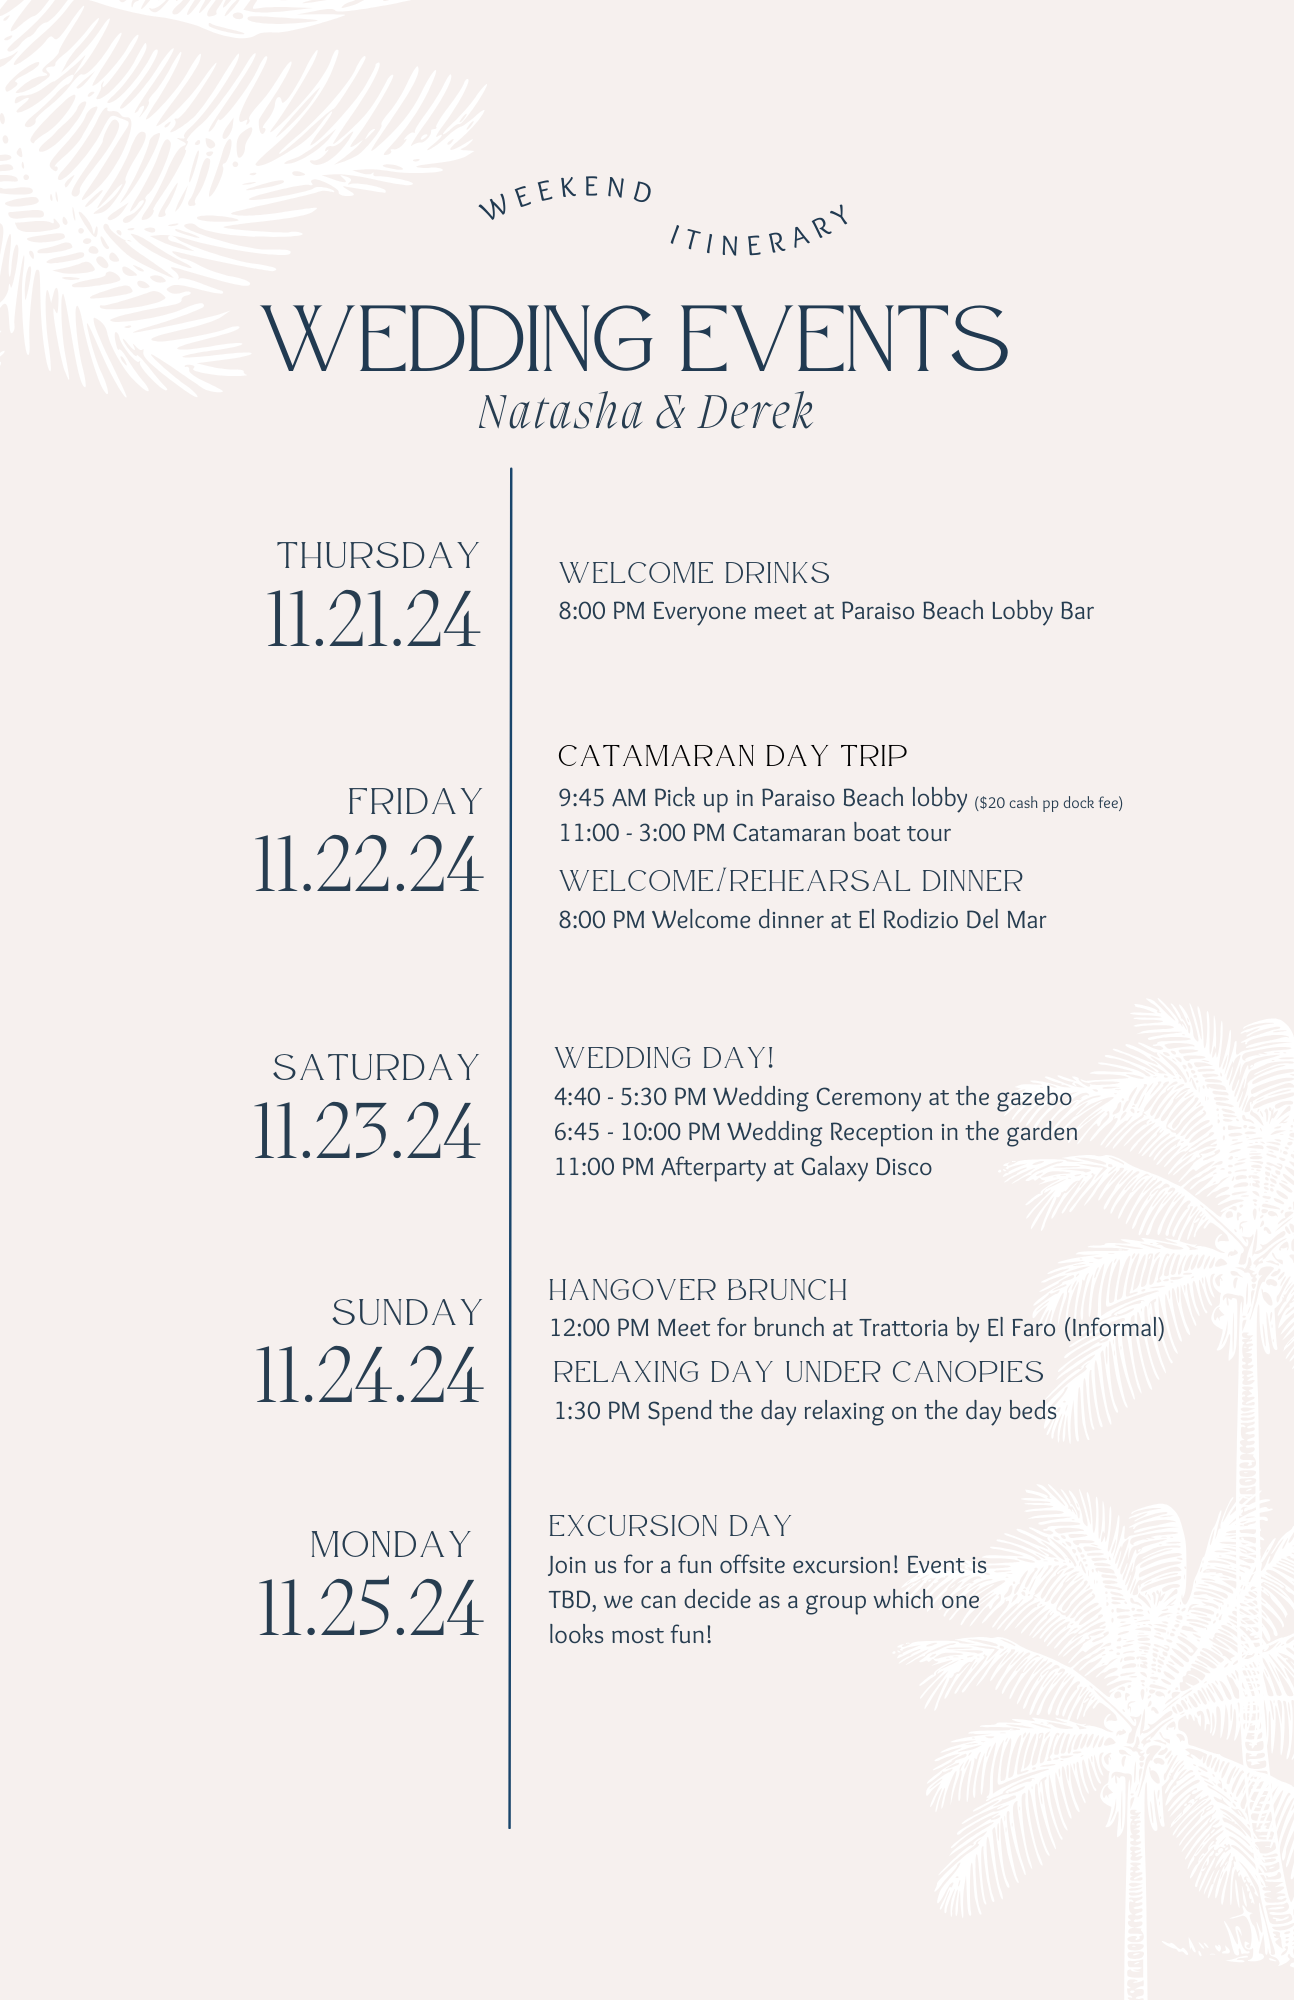 WEEKEND
ITINERARY
WEDDING EVENTS
Natasha & Derek
THURSDAY
11.21.24
WELCOME DRINKS
8:00 PM Everyone meet at Paraiso Beach Lobby Bar
FRIDAY
11.22.24
CATAMARAN DAY TRIP
9:45 AM Pick up in Paraiso Beach lobby ($20 cash pp dock fee)
11:00 - 3:00 PM Catamaran boat tour
WELCOME/REHEARSAL DINNER
8:00 PM Welcome dinner at El Rodizio Del Mar
SATURDAY
11.23.24
WEDDING DAY!
4:40 - 5:30 PM Wedding Ceremony at the gazebo
6:45 - 10:00 PM Wedding Reception in the garden
11:00 PM Afterparty at Galaxy Disco
SUNDAY
11.24.24
HANGOVER BRUNCH
12:00 PM Meet for brunch at Trattoria by El Faro (Informal)
RELAXING DAY UNDER CANOPIES
1:30 PM Spend the day relaxing on the day beds
MONDAY
11.25.24
EXCURSION DAY
Join us for a fun offsite excursion! Event is
TBD, we can decide as a group which one
looks most fun!